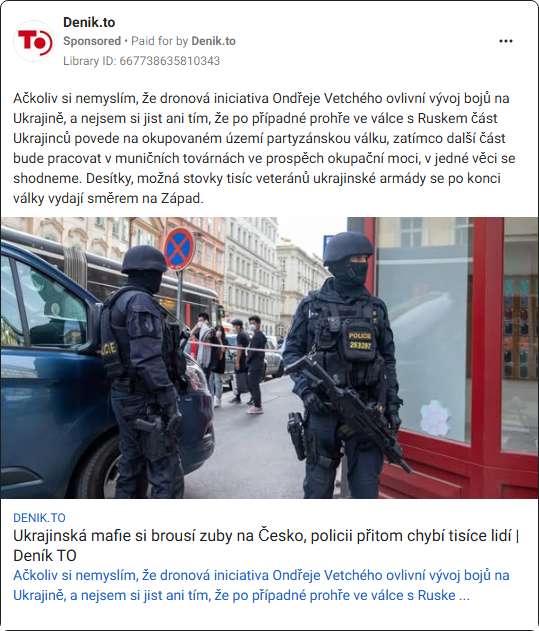 Denik.to
Sponsored • Paid for by Denik.to
Library ID: 667738635810343
TO
Ačkoliv si nemyslím, že dronová iniciativa Ondřeje Vetchého ovlivní vývoj bojů na
Ukrajině, a nejsem si jist ani tím, že po případné prohře ve válce s Ruskem část
Ukrajinců povede na okupovaném území partyzánskou válku, zatímco další část
bude pracovat v muničních továrnách ve prospěch okupační moci, v jedné věci se
shodneme. Desítky, možná stovky tisíc veteránů ukrajinské armády se po konci
války vydají směrem na Západ.
POLICE
POLICE
263297
DENIK.TO
Ukrajinská mafie si brousí zuby na Česko, policii přitom chybí tisíce lidí |
Deník TO
Ačkoliv si nemyslím, že dronová iniciativa Ondřeje Vetchého ovlivní vývoj bojů na
Ukrajině, a nejsem si jist ani tím, že po případné prohře ve válce s Ruske ...